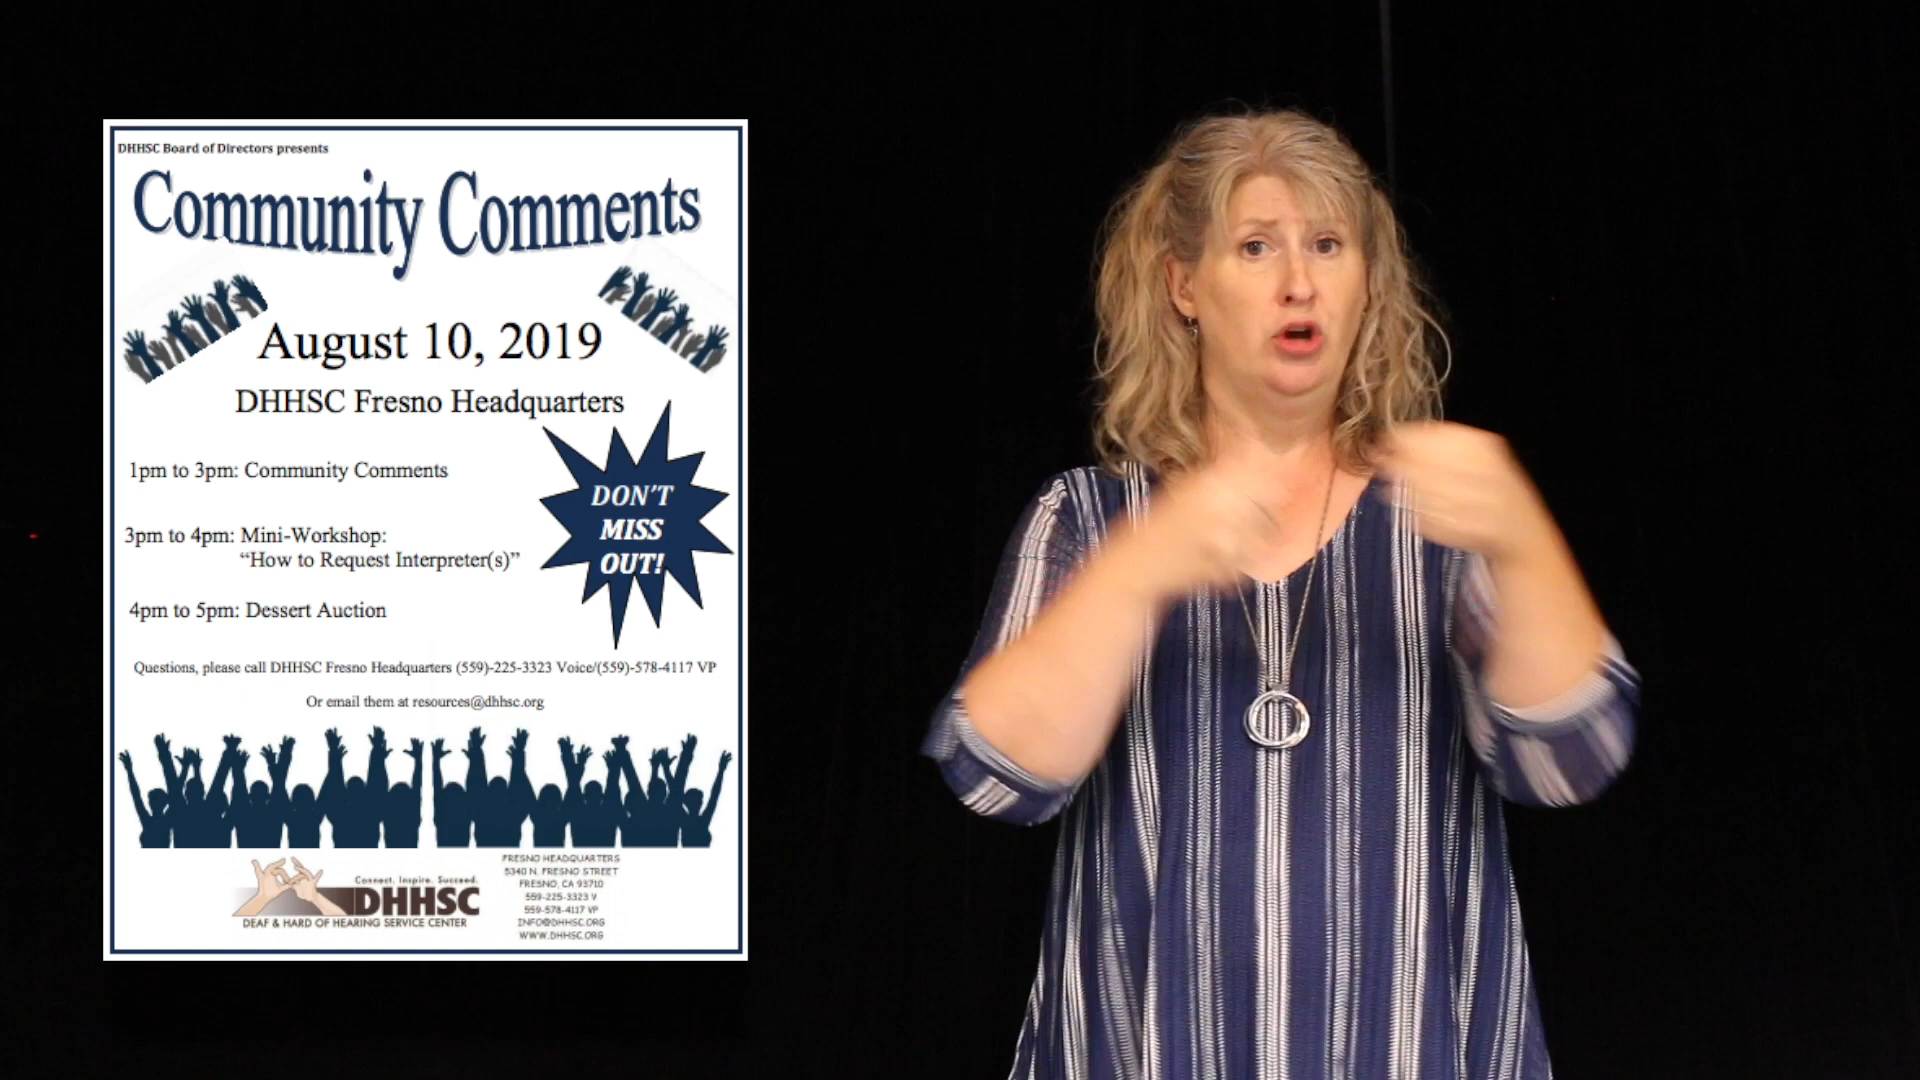 DHHSC Board of Directors presents
Community Comments
August 10, 2019
DHHSC Fresno Headquarters
1pm to 3pm: Community Comments
3pm to 4pm: Mini-Workshop:
“How to Request Interpreter(s)”
4pm to 5pm: Dessert Auction
DON'T
MISS
OUT!
Questions, please call DHHSC Fresno Headquarters (559)-225-3323 Voice/(559)-578-4117 VP
Or email them at resources@dhhsc.org
Connect. Inspire. Succeed.
DHHSC
DEAF & HARD OF HEARING SERVICE CENTER
FRESNO HEADQUARTERS
5340 N. FRESNO STREET
FRESNO, CA 93710
559-225-3323 V
559-578-4117 VP
INFO@DHHSC.ORG
WWW.DHHSC.ORG